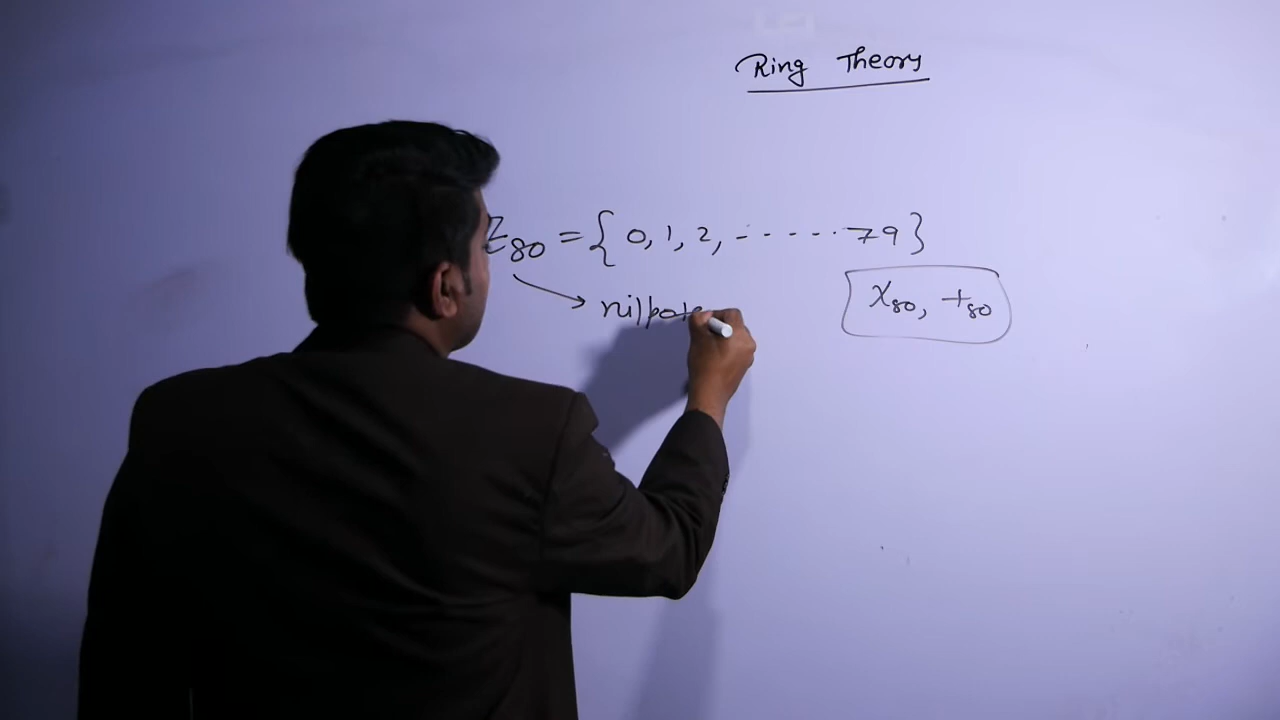 Ring Theory
Z80 = { 0, 1, 2, - - - - - - 79 }
→ nilpote
X80, +80